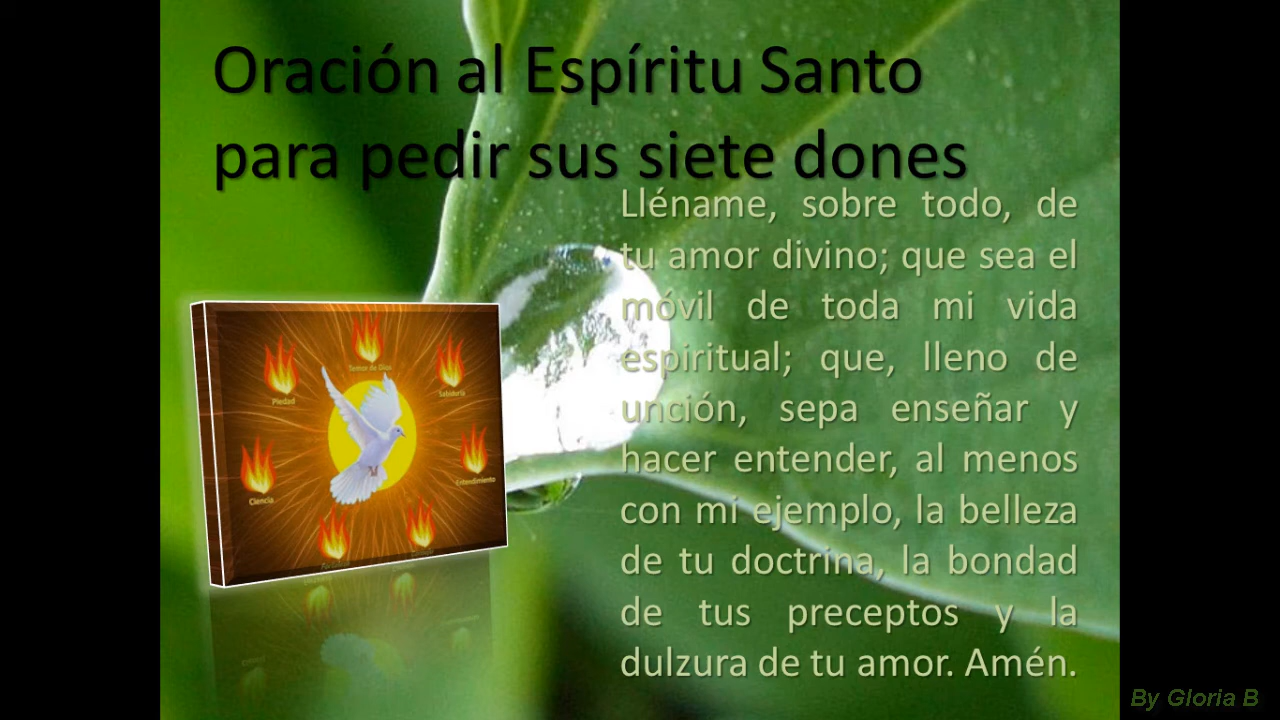 Oración al Espíritu Santo
para pedir sus siete dones
Lléname, sobre todo, de
tu amor divino; que sea el
móvil de toda mi vida
espiritual; que, lleno de
unción, sepa enseñar y
hacer entender, al menos
con mi ejemplo, la belleza
de tu doctrina, la bondad
de tus preceptos y la
dulzura de tu amor. Amén.
Temor de Dios
Piedad
Sabiduría
Ciencia
Entendimiento
By Gloria B